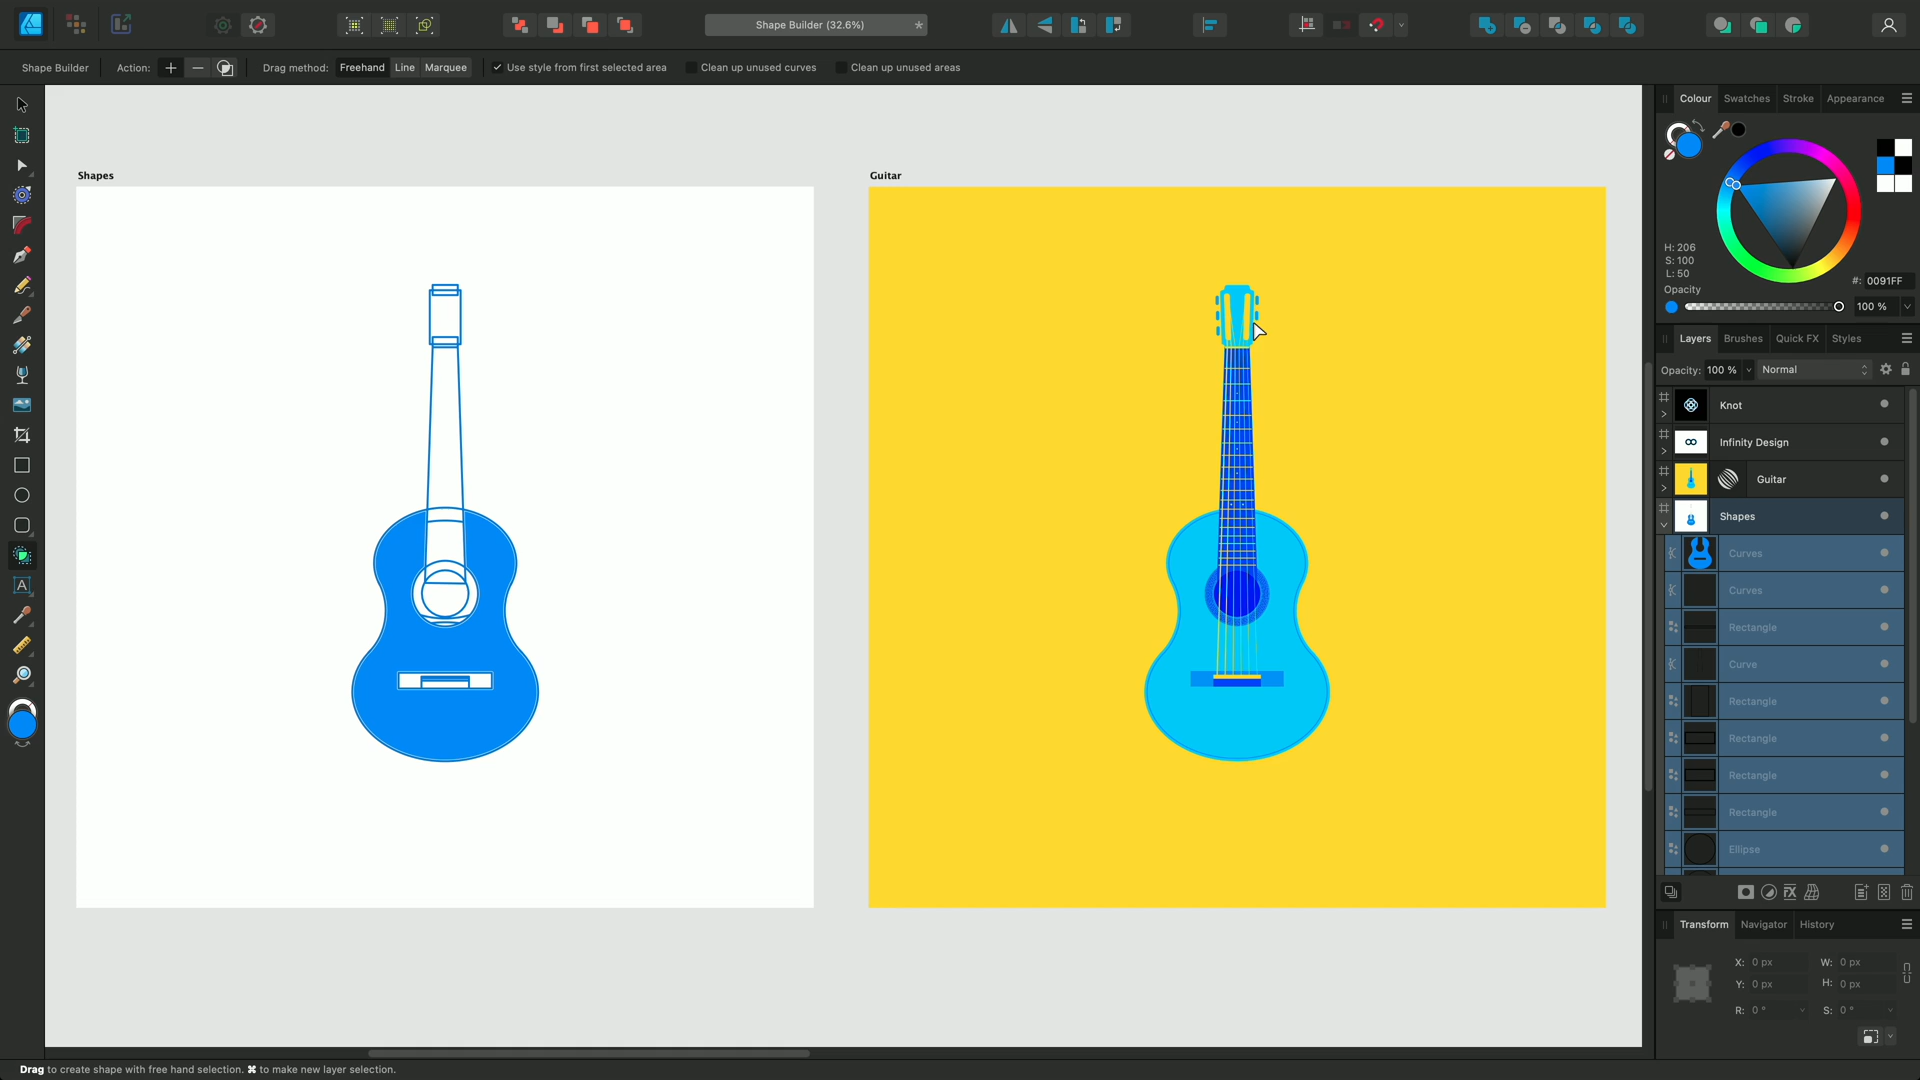 Shape Builder (32.6%) *
Shape Builder Action: Drag method: Freehand Line Marquee Use style from first selected area Clean up unused curves Clean up unused areas
Colour Swatches Stroke Appearance
Shapes
Guitar
H: 206
S: 100
L: 50
#: 0091FF
Opacity
100 %
Layers Brushes Quick FX Styles
Opacity: 100 % Normal
Knot
Infinity Design
Guitar
Shapes
Curves
Curves
Rectangle
Curve
Rectangle
Rectangle
Rectangle
Rectangle
Ellipse
Transform Navigator History
X: 0 px W: 0 px
Y: 0 px H: 0 px
R: 0 ° S: 0 °
Drag to create shape with free hand selection. ⌘ to make new layer selection.